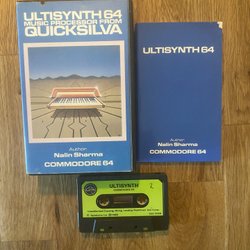 ULTISYNTH 64
MUSIC PROCESSOR FROM
QUICKSILVA
Author:
Nalin Sharma
COMMODORE 64
ULTISYNTH 64
Author:
Nalin Sharma
COMMODORE 64
ULTISYNTH
COMMODORE 64
2